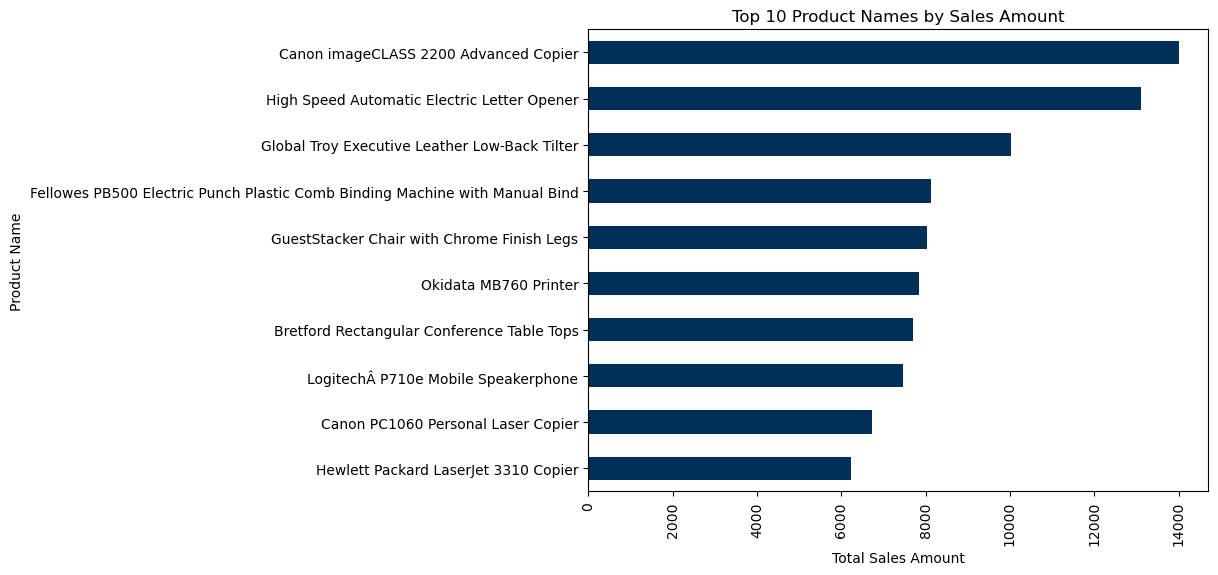 Top 10 Product Names by Sales Amount
Product Name
Canon imageCLASS 2200 Advanced Copier
High Speed Automatic Electric Letter Opener
Global Troy Executive Leather Low-Back Tilter
Fellowes PB500 Electric Punch Plastic Comb Binding Machine with Manual Bind
GuestStacker Chair with Chrome Finish Legs
Okidata MB760 Printer
Bretford Rectangular Conference Table Tops
LogitechÂ P710e Mobile Speakerphone
Canon PC1060 Personal Laser Copier
Hewlett Packard LaserJet 3310 Copier
0
2000
4000
6000
8000
10000
12000
14000
Total Sales Amount